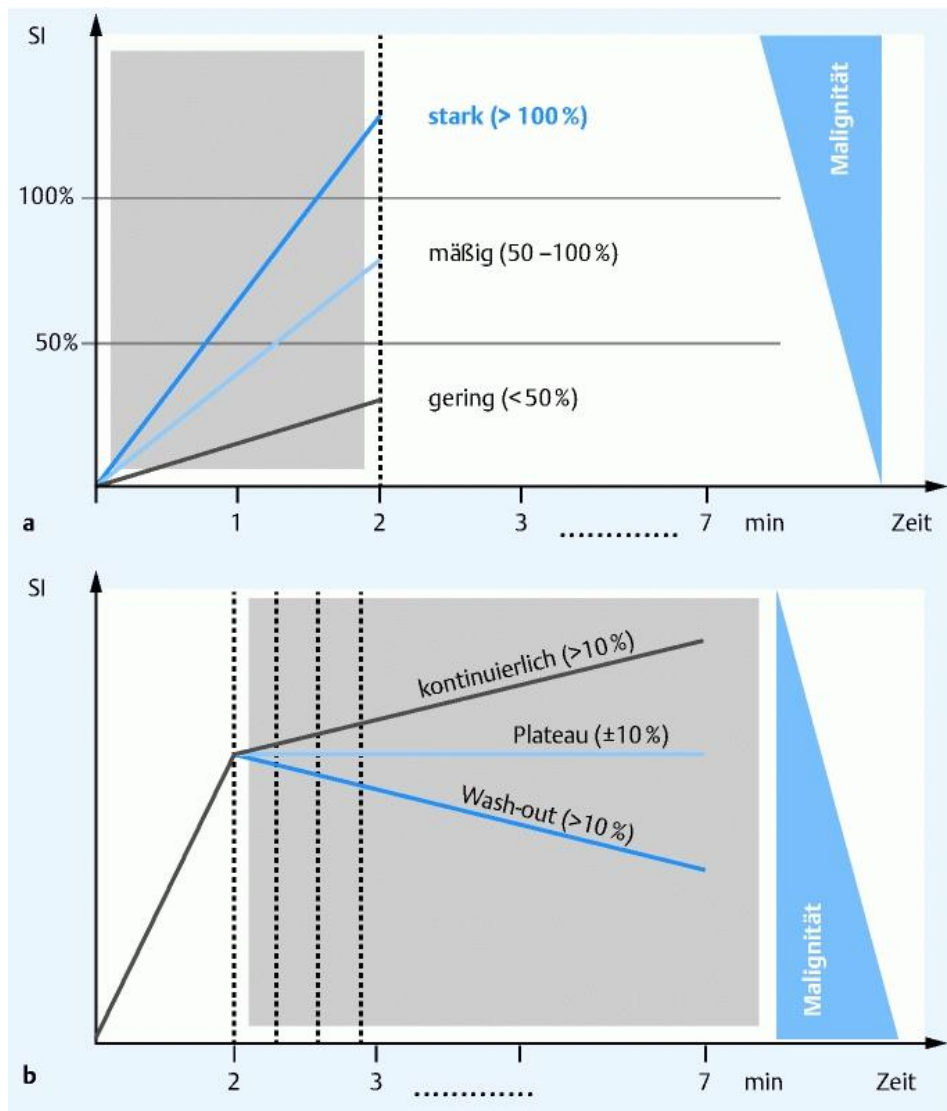 SI
stark (> 100 %)
Malignität
100%
mäßig (50 –100 %)
50%
gering (< 50 %)
a
1 2 3 ............. 7 min Zeit
SI
kontinuierlich (>10 %)
Plateau (±10 %)
Wash-out (>10 %)
Malignität
b
2 3 ............. 7 min Zeit